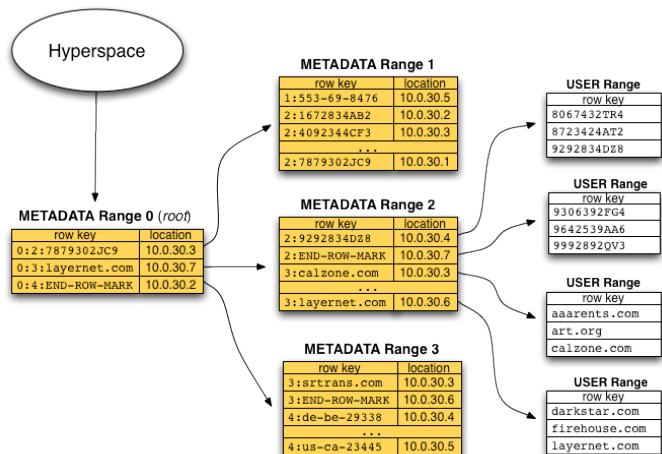 Hyperspace
METADATA Range 0 (root)
row key location
0:2:7879302JC9 10.0.30.3
0:3:layernet.com 10.0.30.7
0:4:END-ROW-MARK 10.0.30.2
METADATA Range 1
row key location
1:553-69-8476 10.0.30.5
2:1672834AB2 10.0.30.2
2:4092344CF3 10.0.30.3
...
2:7879302JC9 10.0.30.1
METADATA Range 2
row key location
2:9292834DZ8 10.0.30.4
2:END-ROW-MARK 10.0.30.7
3:calzone.com 10.0.30.3
...
3:layernet.com 10.0.30.6
METADATA Range 3
row key location
3:srtrans.com 10.0.30.3
3:END-ROW-MARK 10.0.30.6
4:de-be-29338 10.0.30.4
...
4:us-ca-23445 10.0.30.5
USER Range
row key
8067432TR4
8723424AT2
9292834DZ8
USER Range
row key
9306392FG4
9642539AA6
9992892QV3
USER Range
row key
aaarents.com
art.org
calzone.com
USER Range
row key
darkstar.com
firehouse.com
layernet.com